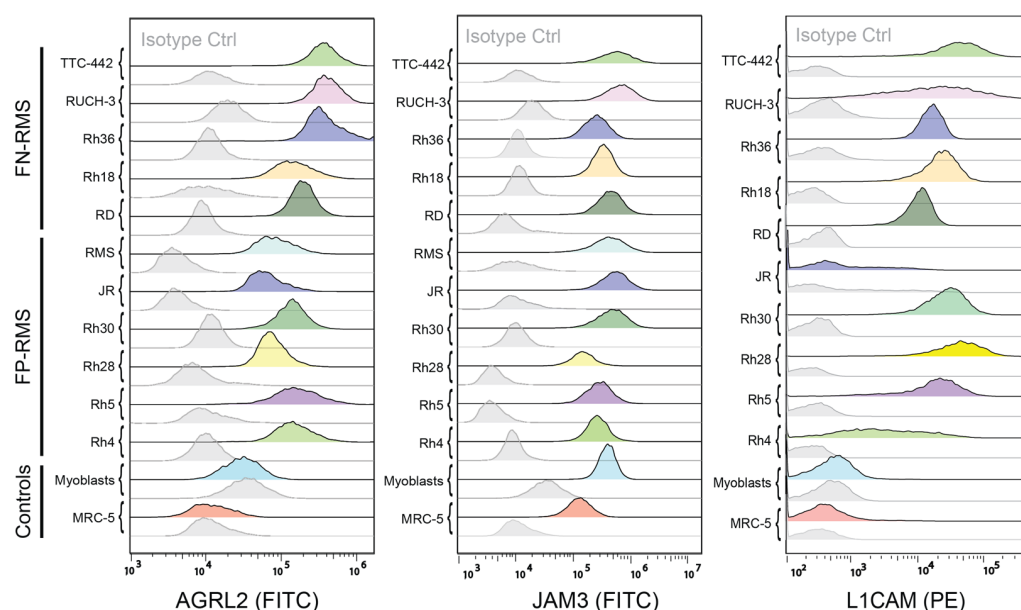 Isotype Ctrl
Isotype Ctrl
Isotype Ctrl
FN-RMS
FP-RMS
Controls
TTC-442
RUCH-3
Rh36
Rh18
RD
RMS
JR
Rh30
Rh28
Rh5
Rh4
Myoblasts
MRC-5
10³ 10⁴ 10⁵ 10⁶
AGRL2 (FITC)
TTC-442
RUCH-3
Rh36
Rh18
RD
RMS
JR
Rh30
Rh28
Rh5
Rh4
Myoblasts
MRC-5
10³ 10⁴ 10⁵ 10⁶ 10⁷
JAM3 (FITC)
TTC-442
RUCH-3
Rh36
Rh18
RD
JR
Rh30
Rh28
Rh5
Rh4
Myoblasts
MRC-5
10² 10³ 10⁴ 10⁵
L1CAM (PE)